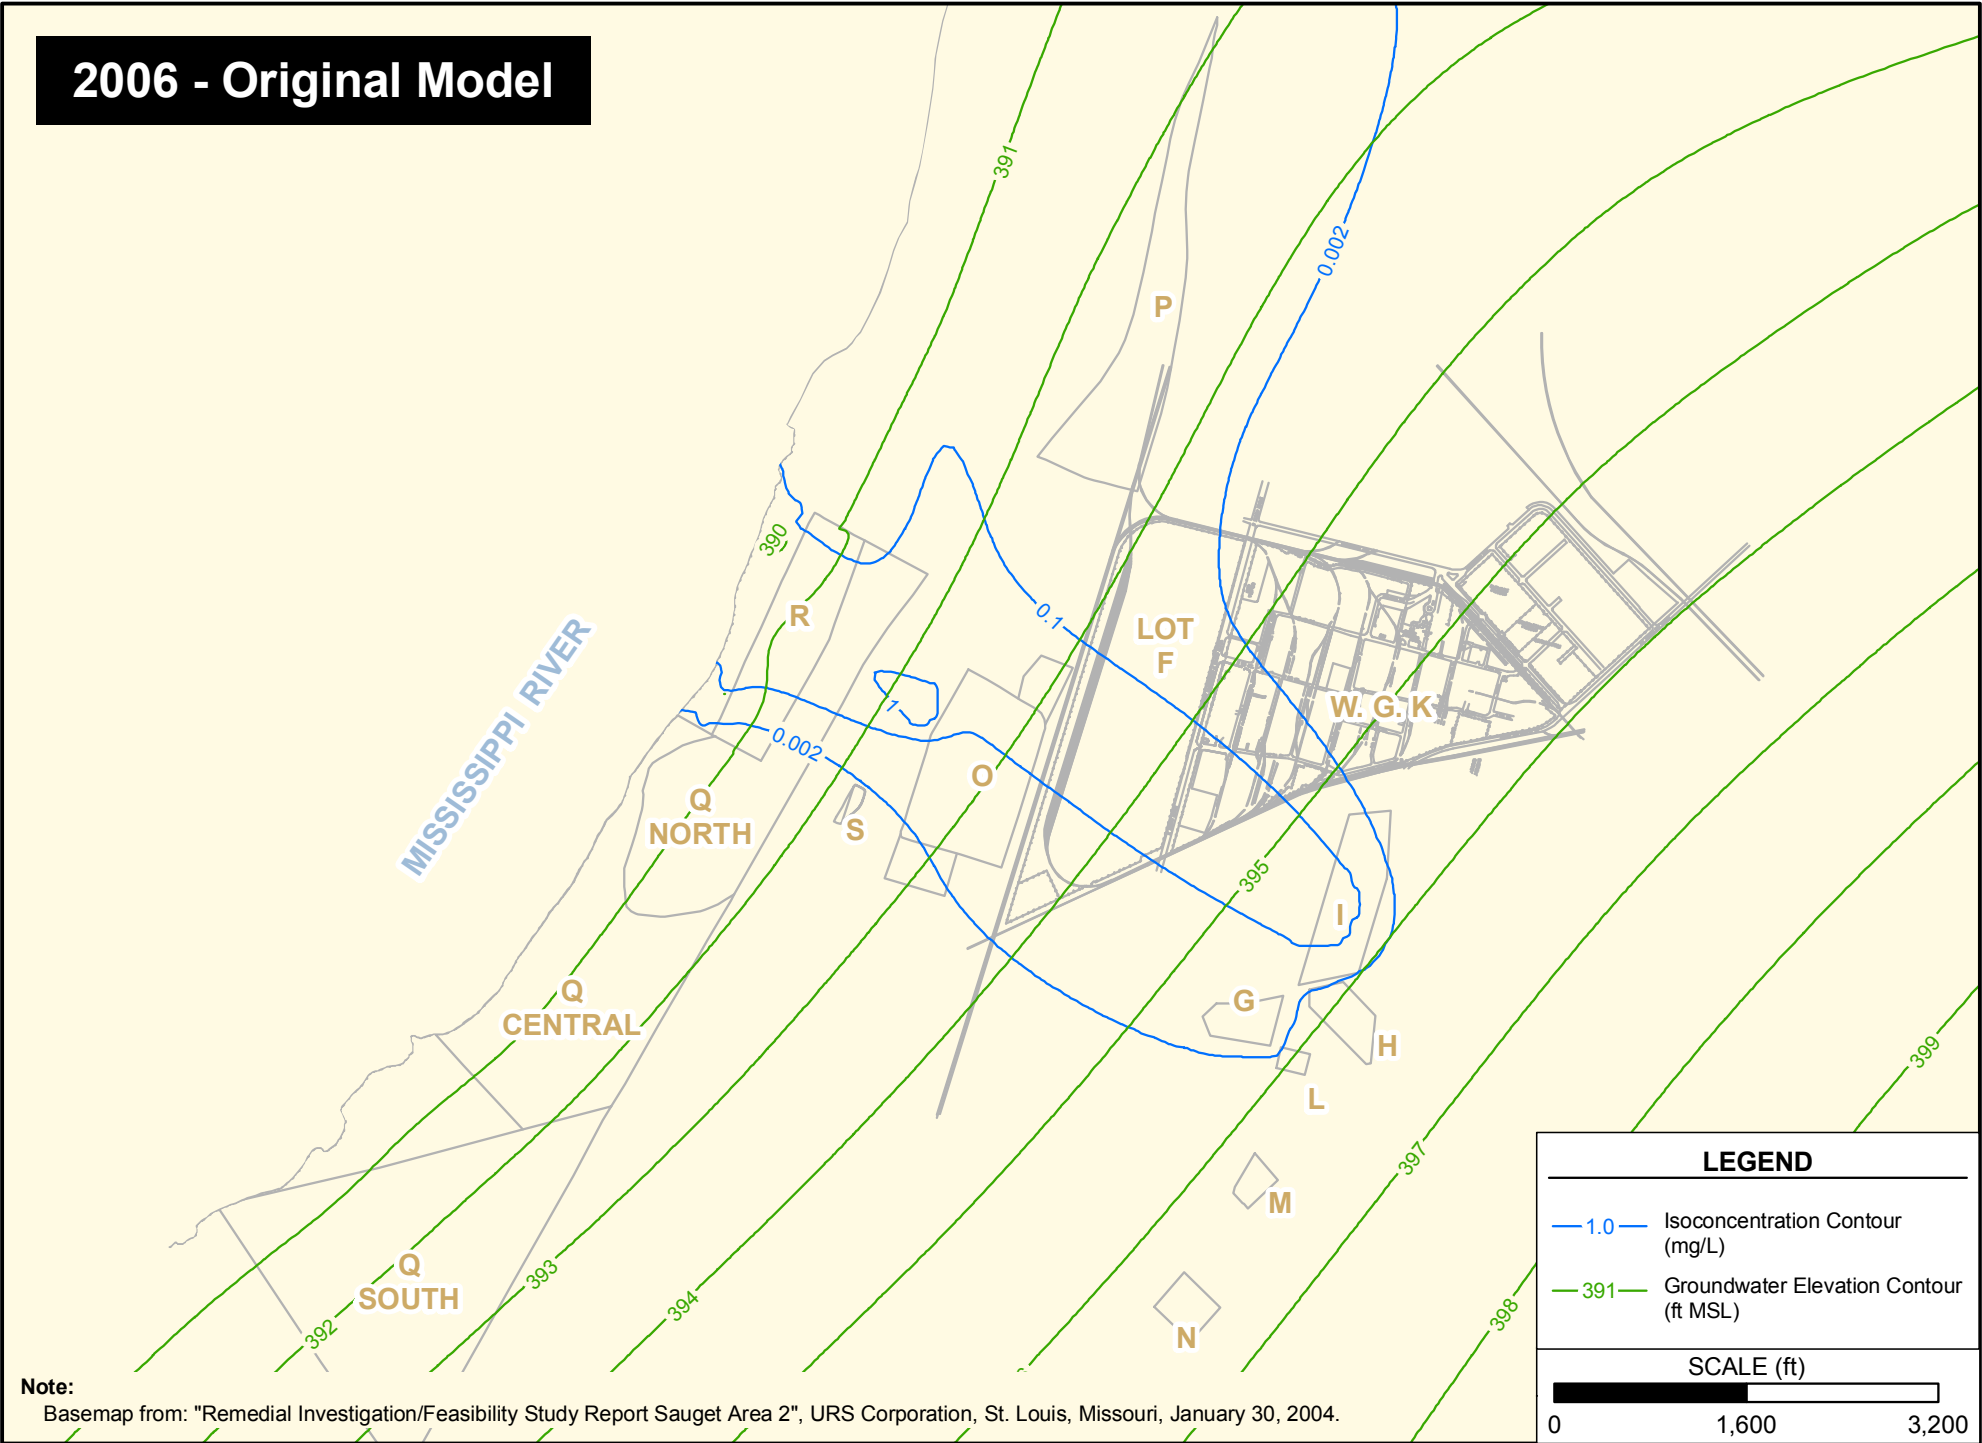 2006 - Original Model
391
0.002
P
390
R
0.1
LOT
F
MISSISSIPPI RIVER
1
W. G. K
0.002
O
Q
NORTH
S
395
I
Q
CENTRAL
G
H
L
399
397
M
Q
SOUTH
393
394
392
398
N
LEGEND
1.0 Isoconcentration Contour
(mg/L)
391 Groundwater Elevation Contour
(ft MSL)
SCALE (ft)
0 1,600 3,200
Note:
Basemap from: "Remedial Investigation/Feasibility Study Report Sauget Area 2", URS Corporation, St. Louis, Missouri, January 30, 2004.